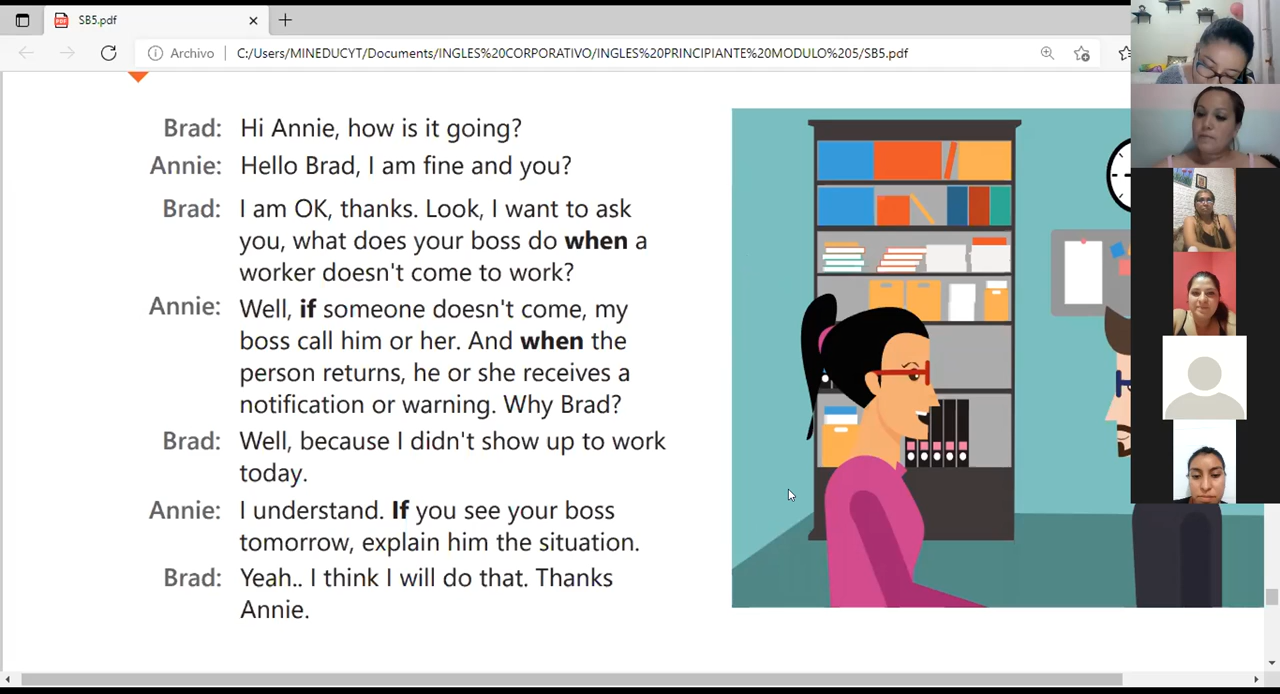 SB5.pdf
Archivo
C:/Users/MINEDUCYT/Documents/INGLES%20CORPORATIVO/INGLES%20PRINCIPIANTE%20MODULO%205/SB5.pdf
Brad: Hi Annie, how is it going?
Annie: Hello Brad, I am fine and you?
Brad: I am OK, thanks. Look, I want to ask
you, what does your boss do when a
worker doesn't come to work?
Annie: Well, if someone doesn't come, my
boss call him or her. And when the
person returns, he or she receives a
notification or warning. Why Brad?
Brad: Well, because I didn't show up to work
today.
Annie: I understand. If you see your boss
tomorrow, explain him the situation.
Brad: Yeah.. I think I will do that. Thanks
Annie.